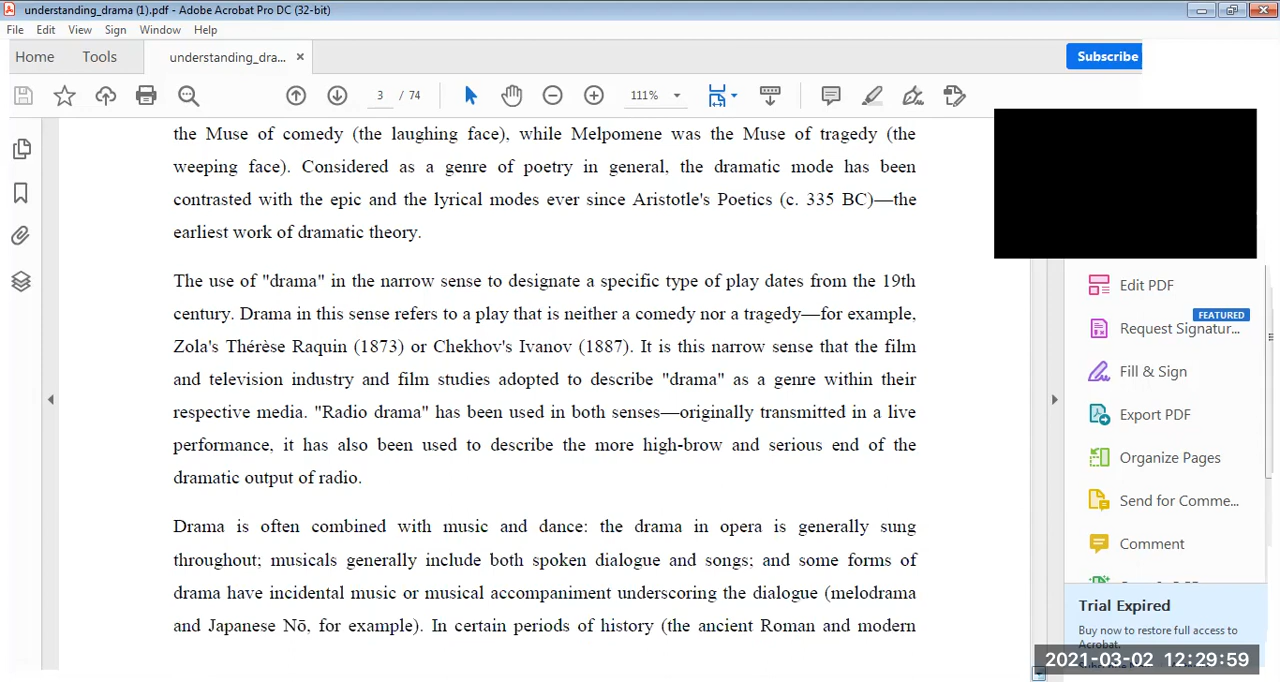 understanding_drama (1).pdf - Adobe Acrobat Pro DC (32-bit)
File Edit View Sign Window Help
Home Tools understanding_dra... ×
Subscribe
3 / 74
111%
the Muse of comedy (the laughing face), while Melpomene was the Muse of tragedy (the
weeping face). Considered as a genre of poetry in general, the dramatic mode has been
contrasted with the epic and the lyrical modes ever since Aristotle's Poetics (c. 335 BC)—the
earliest work of dramatic theory.
The use of "drama" in the narrow sense to designate a specific type of play dates from the 19th
century. Drama in this sense refers to a play that is neither a comedy nor a tragedy—for example,
Zola's Thérèse Raquin (1873) or Chekhov's Ivanov (1887). It is this narrow sense that the film
and television industry and film studies adopted to describe "drama" as a genre within their
respective media. "Radio drama" has been used in both senses—originally transmitted in a live
performance, it has also been used to describe the more high-brow and serious end of the
dramatic output of radio.
Drama is often combined with music and dance: the drama in opera is generally sung
throughout; musicals generally include both spoken dialogue and songs; and some forms of
drama have incidental music or musical accompaniment underscoring the dialogue (melodrama
and Japanese Nō, for example). In certain periods of history (the ancient Roman and modern
Edit PDF
FEATURED
Request Signatur...
Fill & Sign
Export PDF
Organize Pages
Send for Comme...
Comment
Trial Expired
Buy now to restore full access to
Acrobat.
2021-03-02 12:29:59